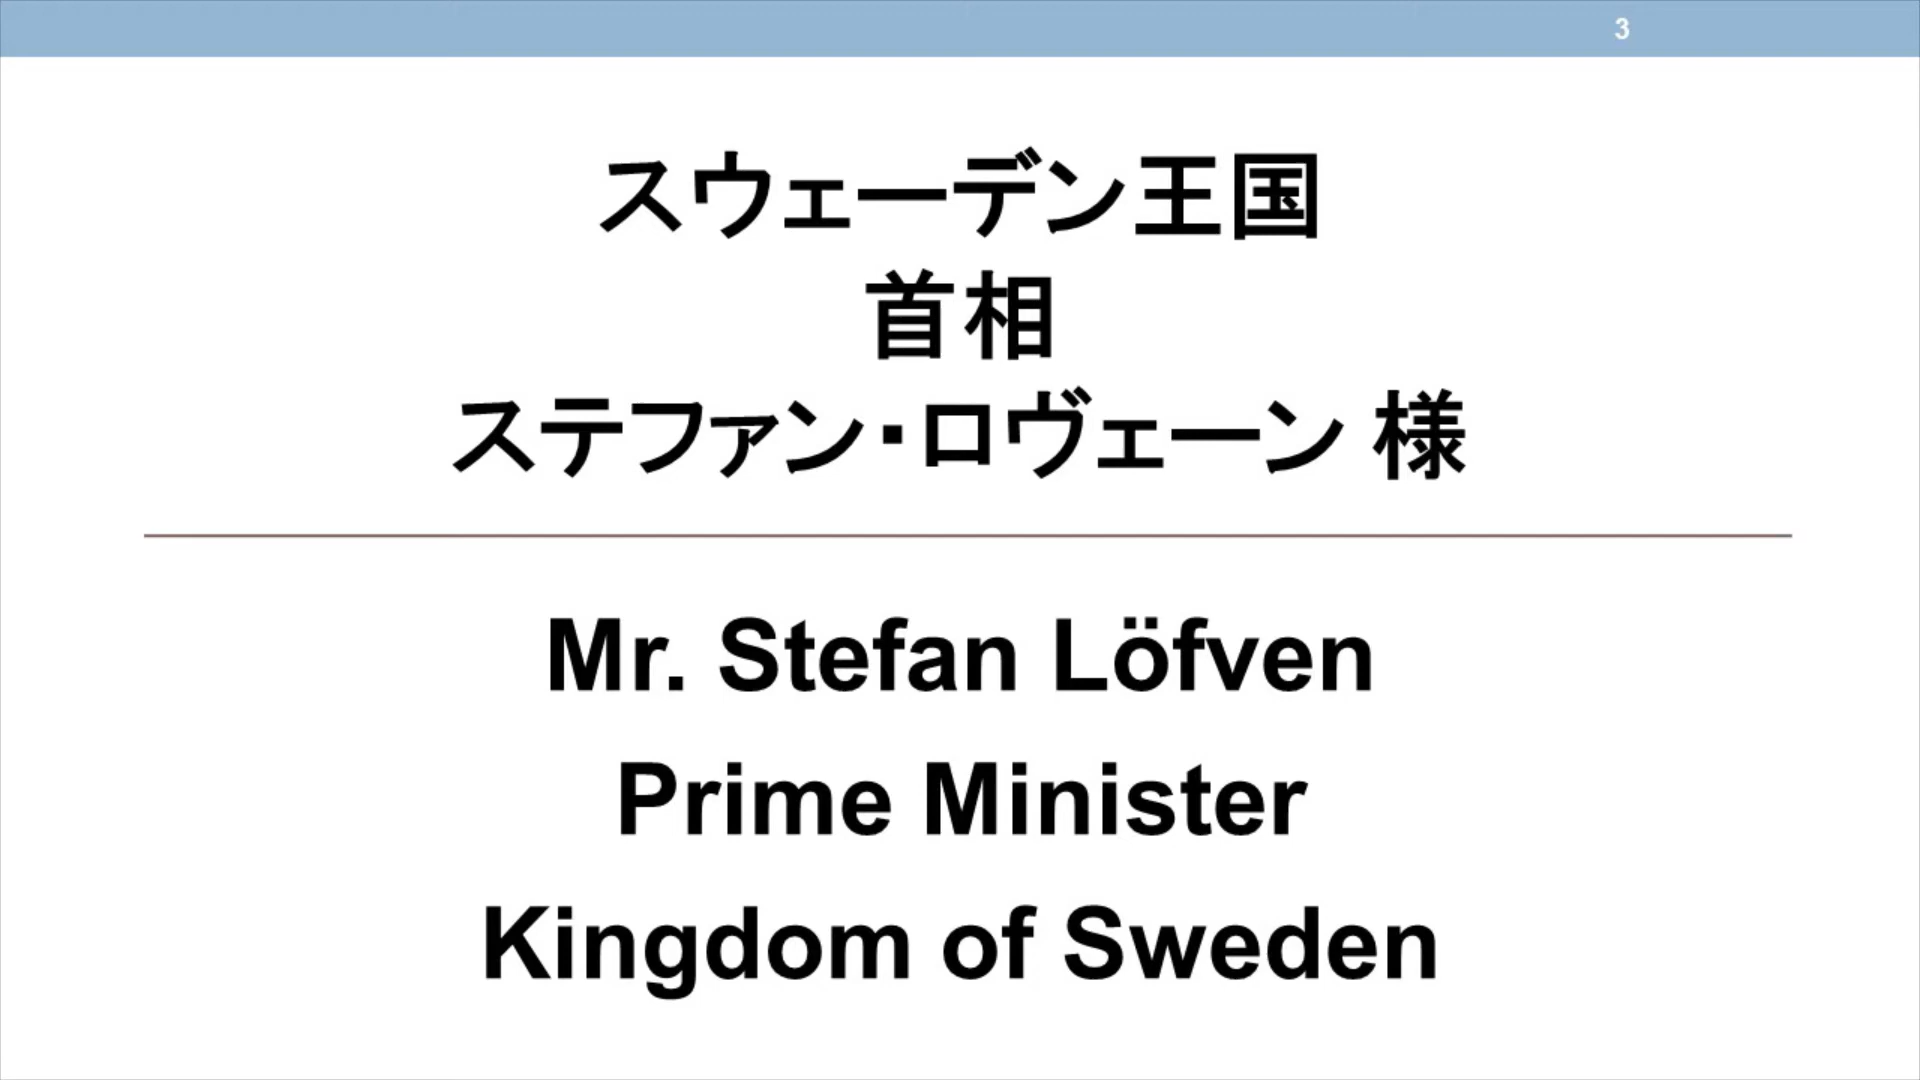 3
スウェーデン王国
首相
ステファン・ロヴェーン 様
Mr. Stefan Löfven
Prime Minister
Kingdom of Sweden